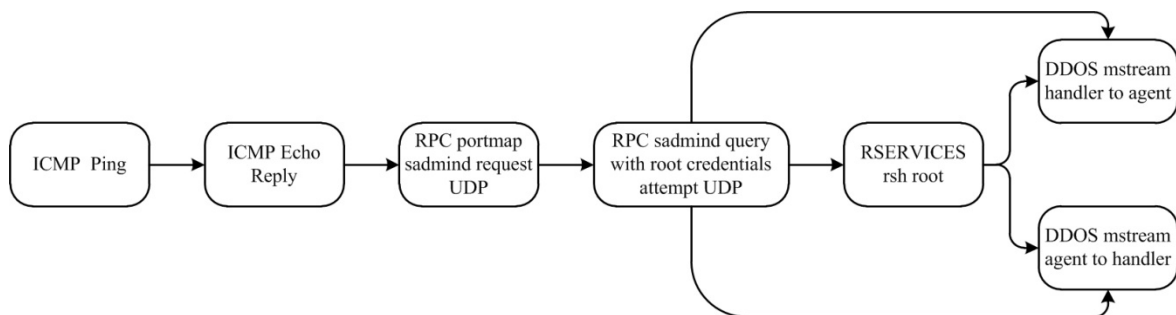 ICMP Ping
ICMP Echo
Reply
RPC portmap
sadmind request
UDP
RPC sadmind query
with root credentials
attempt UDP
RSERVICES
rsh root
DDOS mstream
handler to agent
DDOS mstream
agent to handler